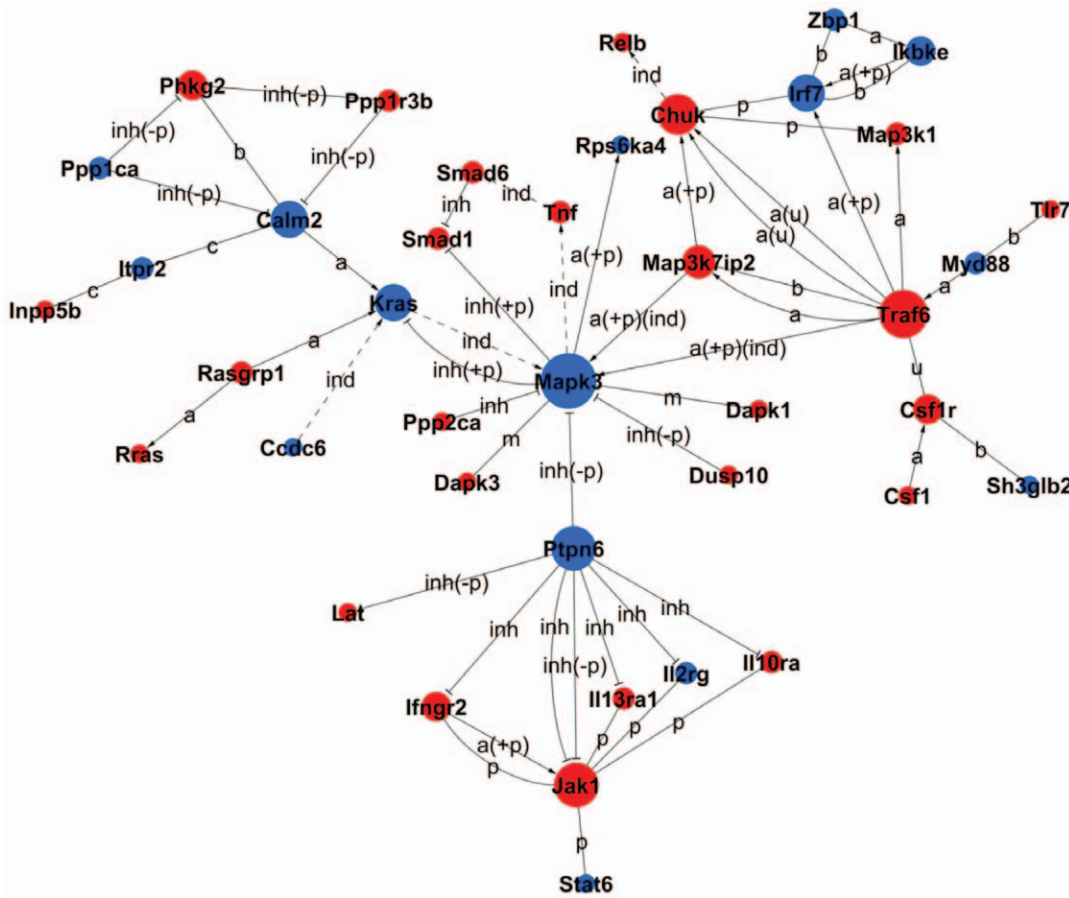 Zbp1
Relb
a
Ikbke
ind
b
a(+p)
Phkg2
inh(-p)
Ppp1r3b
Chuk
p
Irf7
b
inh(-p)
p
Map3k1
Rps6ka4
Ppp1ca
b
inh(-p)
Smad6
ind
inh(-p)
a(+p)
a(u)
a(+p)
a
Tlr7
Calm2
inh
Tnf
a(u)
b
Smad1
Map3k7ip2
Myd88
Itpr2
c
a
a(+p)
b
a
Inpp5b
c
Kras
inh(+p)
ind
a
Traf6
a(+p)(ind)
a
ind
a(+p)(ind)
Rasgrp1
inh(+p)
Mapk3
u
ind
inh
m
Dapk1
Csf1r
a
Ppp2ca
Rras
Ccdc6
m
inh(-p)
a
b
Dapk3
inh(-p)
Dusp10
Csf1
Sh3glb2
Ptpn6
inh(-p)
Lat
inh
inh
inh
inh
inh
inh(-p)
Il2rg
Il10ra
Ifngr2
Il13ra1
a(+p)
p
p
p
p
Jak1
p
Stat6